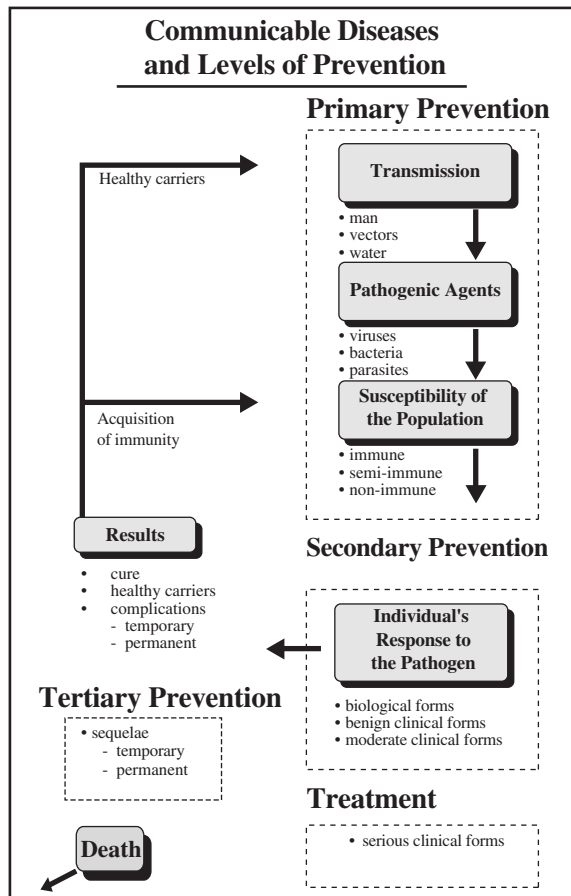 Communicable Diseases
and Levels of Prevention
Primary Prevention
Healthy carriers
Transmission
• man
• vectors
• water
Pathogenic Agents
• viruses
• bacteria
• parasites
Acquisition
of immunity
Susceptibility of
the Population
• immune
• semi-immune
• non-immune
Results
• cure
• healthy carriers
• complications
- temporary
- permanent
Secondary Prevention
Individual's
Response to
the Pathogen
• biological forms
• benign clinical forms
• moderate clinical forms
Tertiary Prevention
• sequelae
- temporary
- permanent
Treatment
• serious clinical forms
Death